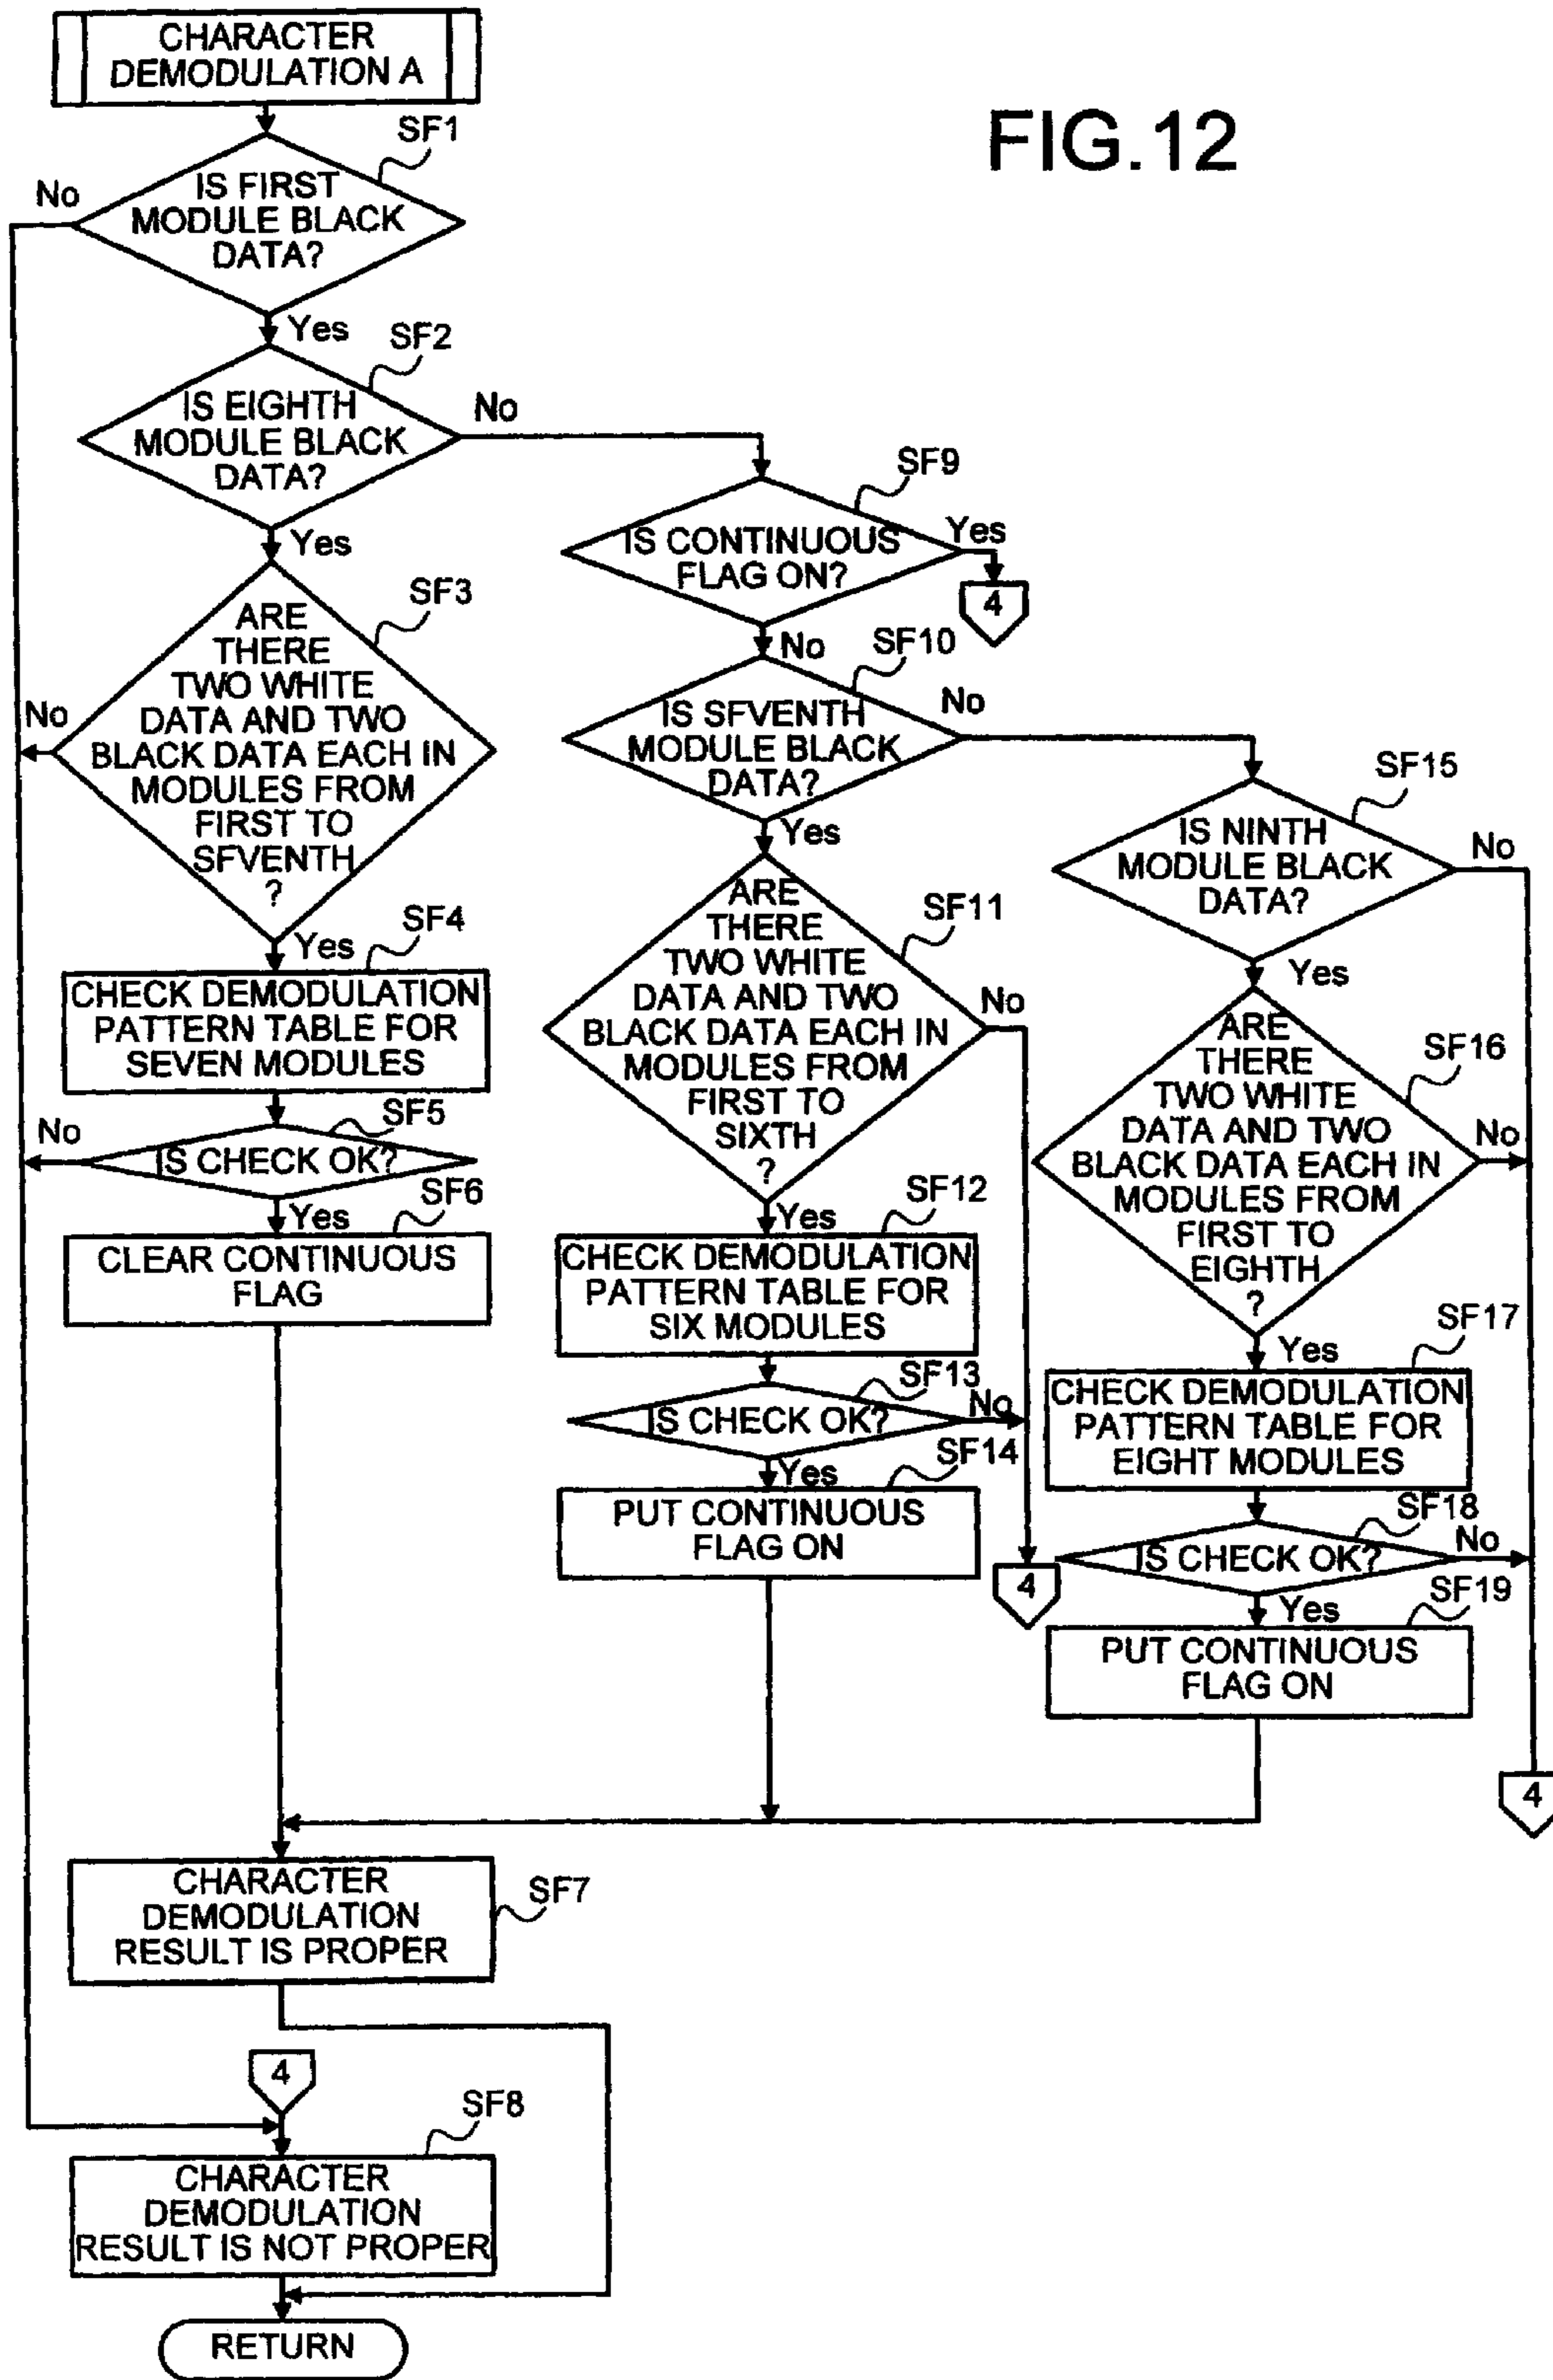 FIG.12
CHARACTER
DEMODULATION A
SF1
IS FIRST
MODULE BLACK
DATA?
No
Yes
SF2
IS EIGHTH
MODULE BLACK
DATA?
No
Yes
SF3
ARE
THERE
TWO WHITE
DATA AND TWO
BLACK DATA EACH IN
MODULES FROM
FIRST TO
SFVENTH
?
No
Yes
SF4
CHECK DEMODULATION
PATTERN TABLE FOR
SEVEN MODULES
SF5
IS CHECK OK?
No
Yes
SF6
CLEAR CONTINUOUS
FLAG
SF9
IS CONTINUOUS
FLAG ON?
Yes
4
No
SF10
IS SFVENTH
MODULE BLACK
DATA?
No
Yes
SF11
ARE
THERE
TWO WHITE
DATA AND TWO
BLACK DATA EACH IN
MODULES FROM
FIRST TO
SIXTH
?
No
Yes
SF12
CHECK DEMODULATION
PATTERN TABLE FOR
SIX MODULES
SF13
IS CHECK OK?
No
Yes
SF14
PUT CONTINUOUS
FLAG ON
4
SF15
IS NINTH
MODULE BLACK
DATA?
No
Yes
SF16
ARE
THERE
TWO WHITE
DATA AND TWO
BLACK DATA EACH IN
MODULES FROM
FIRST TO
EIGHTH
?
No
Yes
SF17
CHECK DEMODULATION
PATTERN TABLE FOR
EIGHT MODULES
SF18
IS CHECK OK?
No
Yes
SF19
PUT CONTINUOUS
FLAG ON
4
CHARACTER
DEMODULATION
RESULT IS PROPER
SF7
4
SF8
CHARACTER
DEMODULATION
RESULT IS NOT PROPER
RETURN